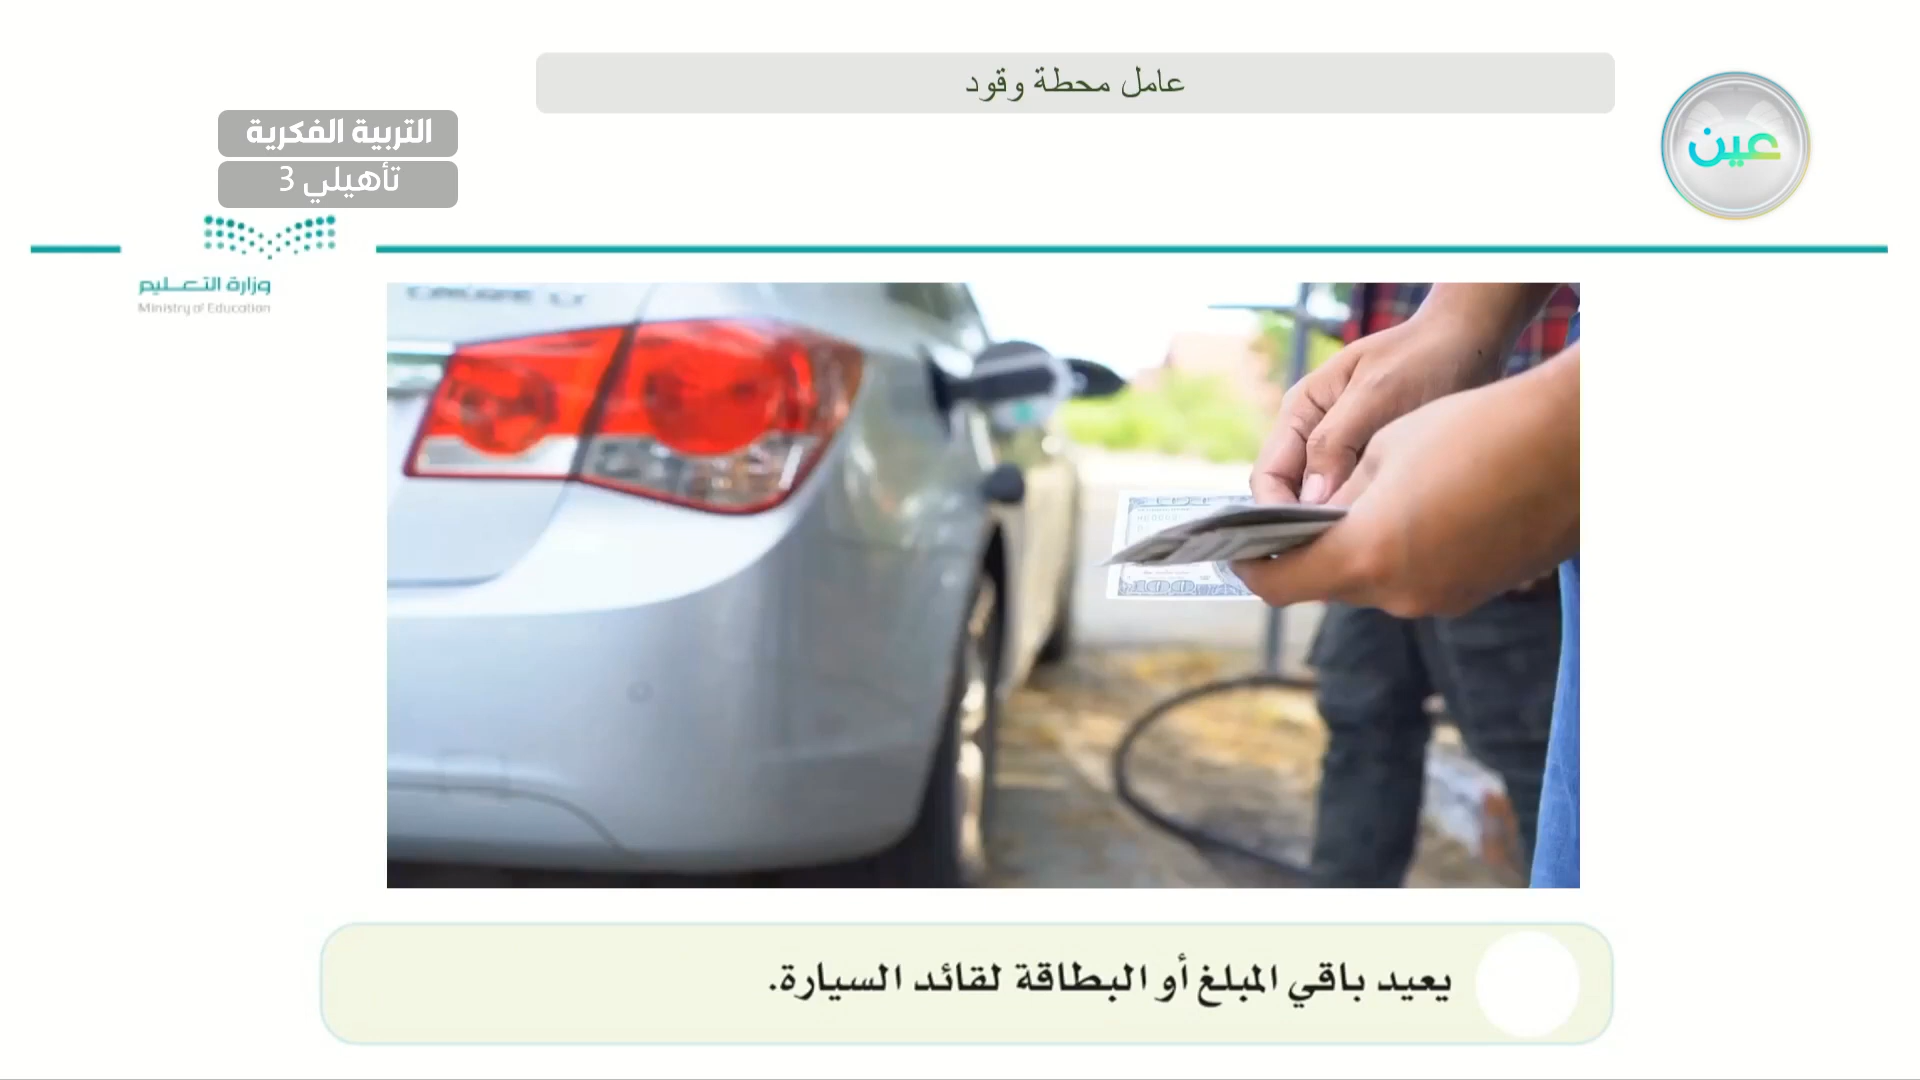 عامل محطة وقود
عين
التربية الفكرية
تأهيلي 3
وزارة التعليم
Ministry of Education
100
يعيد باقي المبلغ أو البطاقة لقائد السيارة.